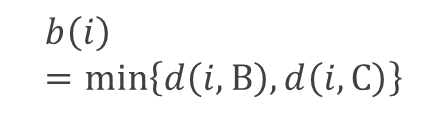 b(i)
= min{d(i, B), d(i, C)}